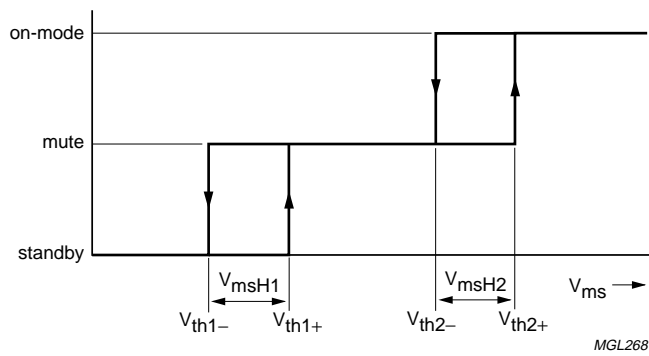 on-mode
mute
standby
VmsH1
VmsH2
Vms
Vth1−
Vth1+
Vth2−
Vth2+
MGL268